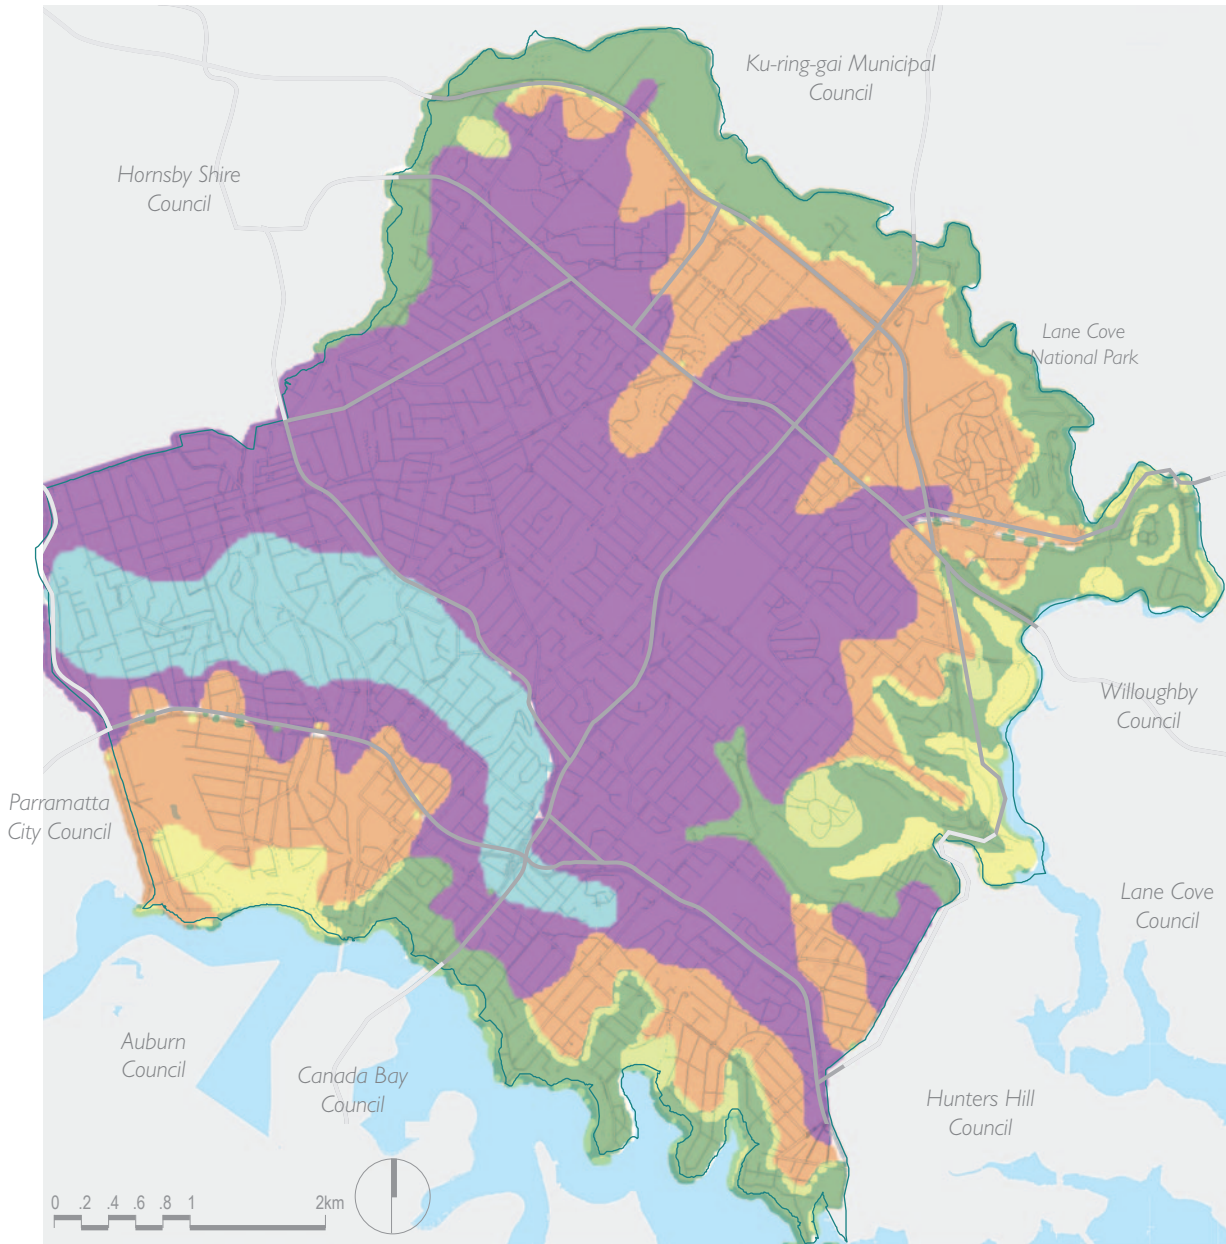 Ku-ring-gai Municipal
Council
Hornsby Shire
Council
Lane Cove
National Park
Willoughby
Council
Parramatta
City Council
Lane Cove
Council
Auburn
Council
Canada Bay
Council
Hunters Hill
Council
0 .2 .4 .6 .8 1 2km